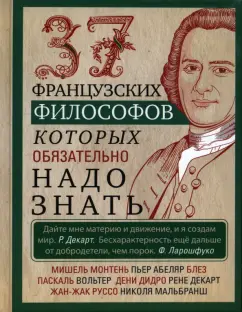 37
ФРАНЦУЗСКИХ
ФИЛОСОФОВ
КОТОРЫХ
ОБЯЗАТЕЛЬНО
НАДО
ЗНАТЬ
Дайте мне материю и движение, и я создам
мир. Р. Декарт. Бесхарактерность ещё дальше
от добродетели, чем порок. Ф. Ларошфуко
МИШЕЛЬ МОНТЕНЬ ПЬЕР АБЕЛЯР БЛЕЗ
ПАСКАЛЬ ВОЛЬТЕР ДЕНИ ДИДРО РЕНЕ ДЕКАРТ
ЖАН-ЖАК РУССО НИКОЛЯ МАЛЬБРАНШ